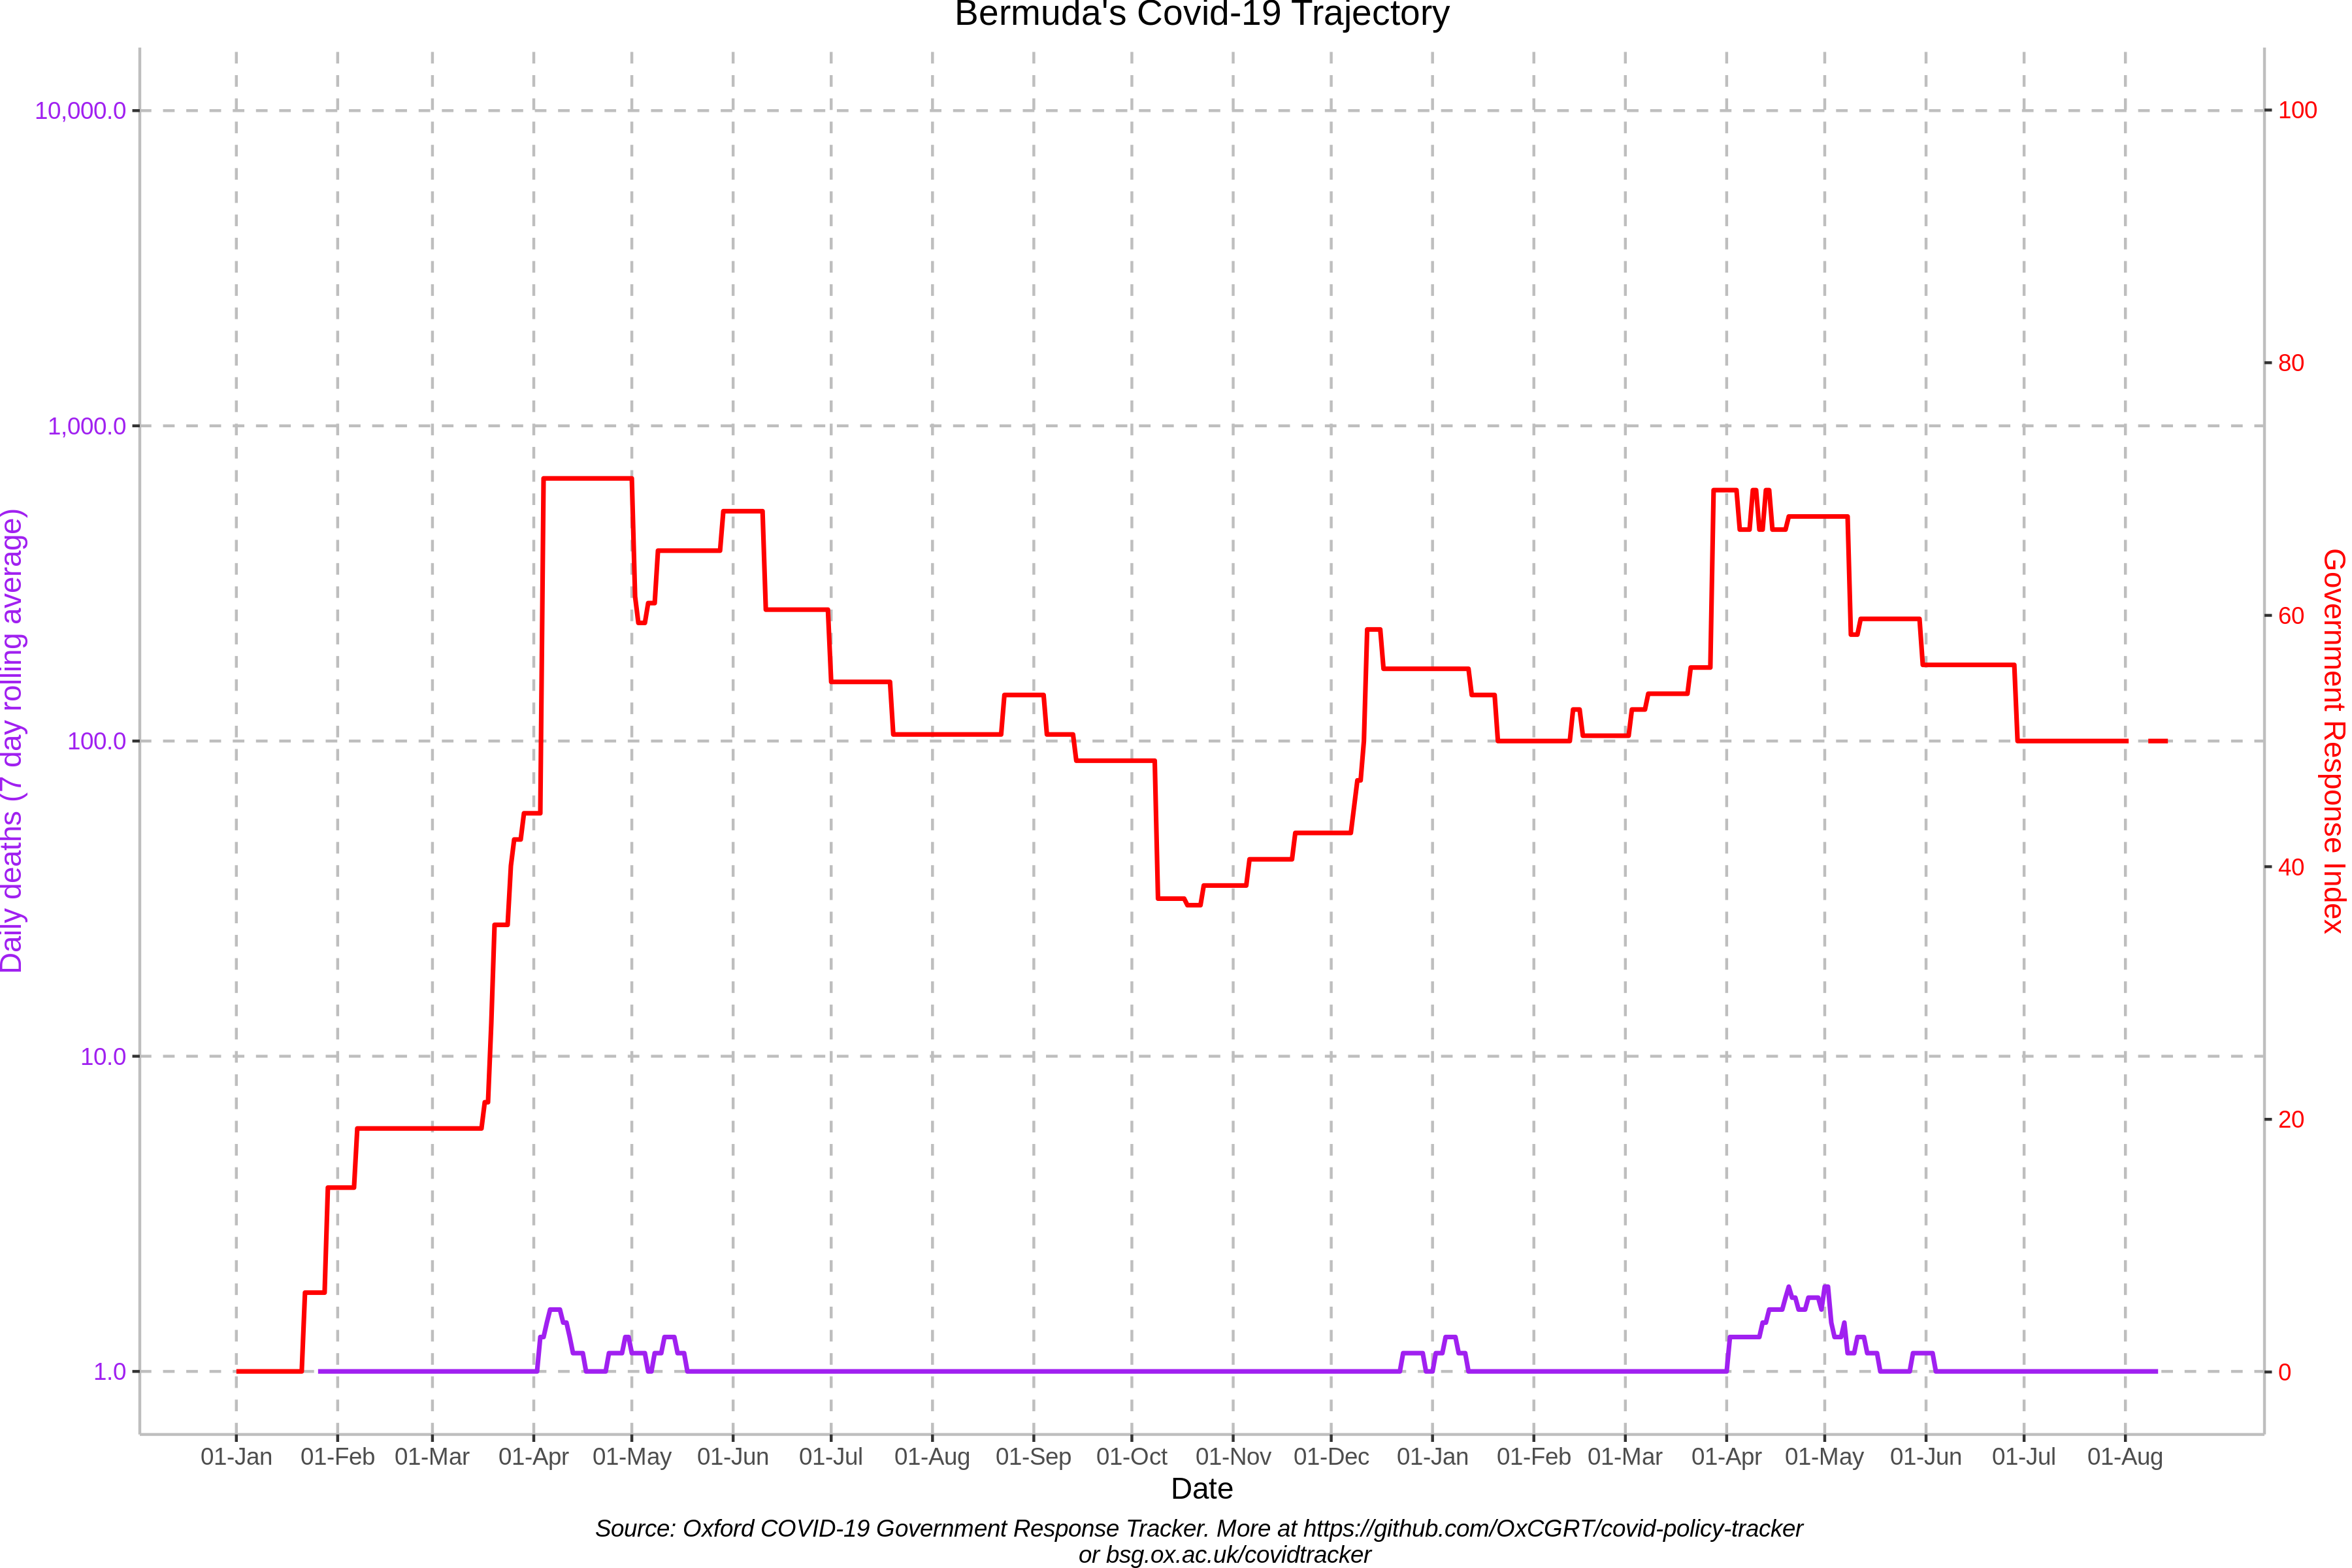 Bermuda's Covid-19 Trajectory
10,000.0
1,000.0
100.0
10.0
1.0
Daily deaths (7 day rolling average)
100
80
60
40
20
0
Government Response Index
01-Jan 01-Feb 01-Mar 01-Apr 01-May 01-Jun 01-Jul 01-Aug 01-Sep 01-Oct 01-Nov 01-Dec 01-Jan 01-Feb 01-Mar 01-Apr 01-May 01-Jun 01-Jul 01-Aug
Date
Source: Oxford COVID-19 Government Response Tracker. More at https://github.com/OxCGRT/covid-policy-tracker
or bsg.ox.ac.uk/covidtracker